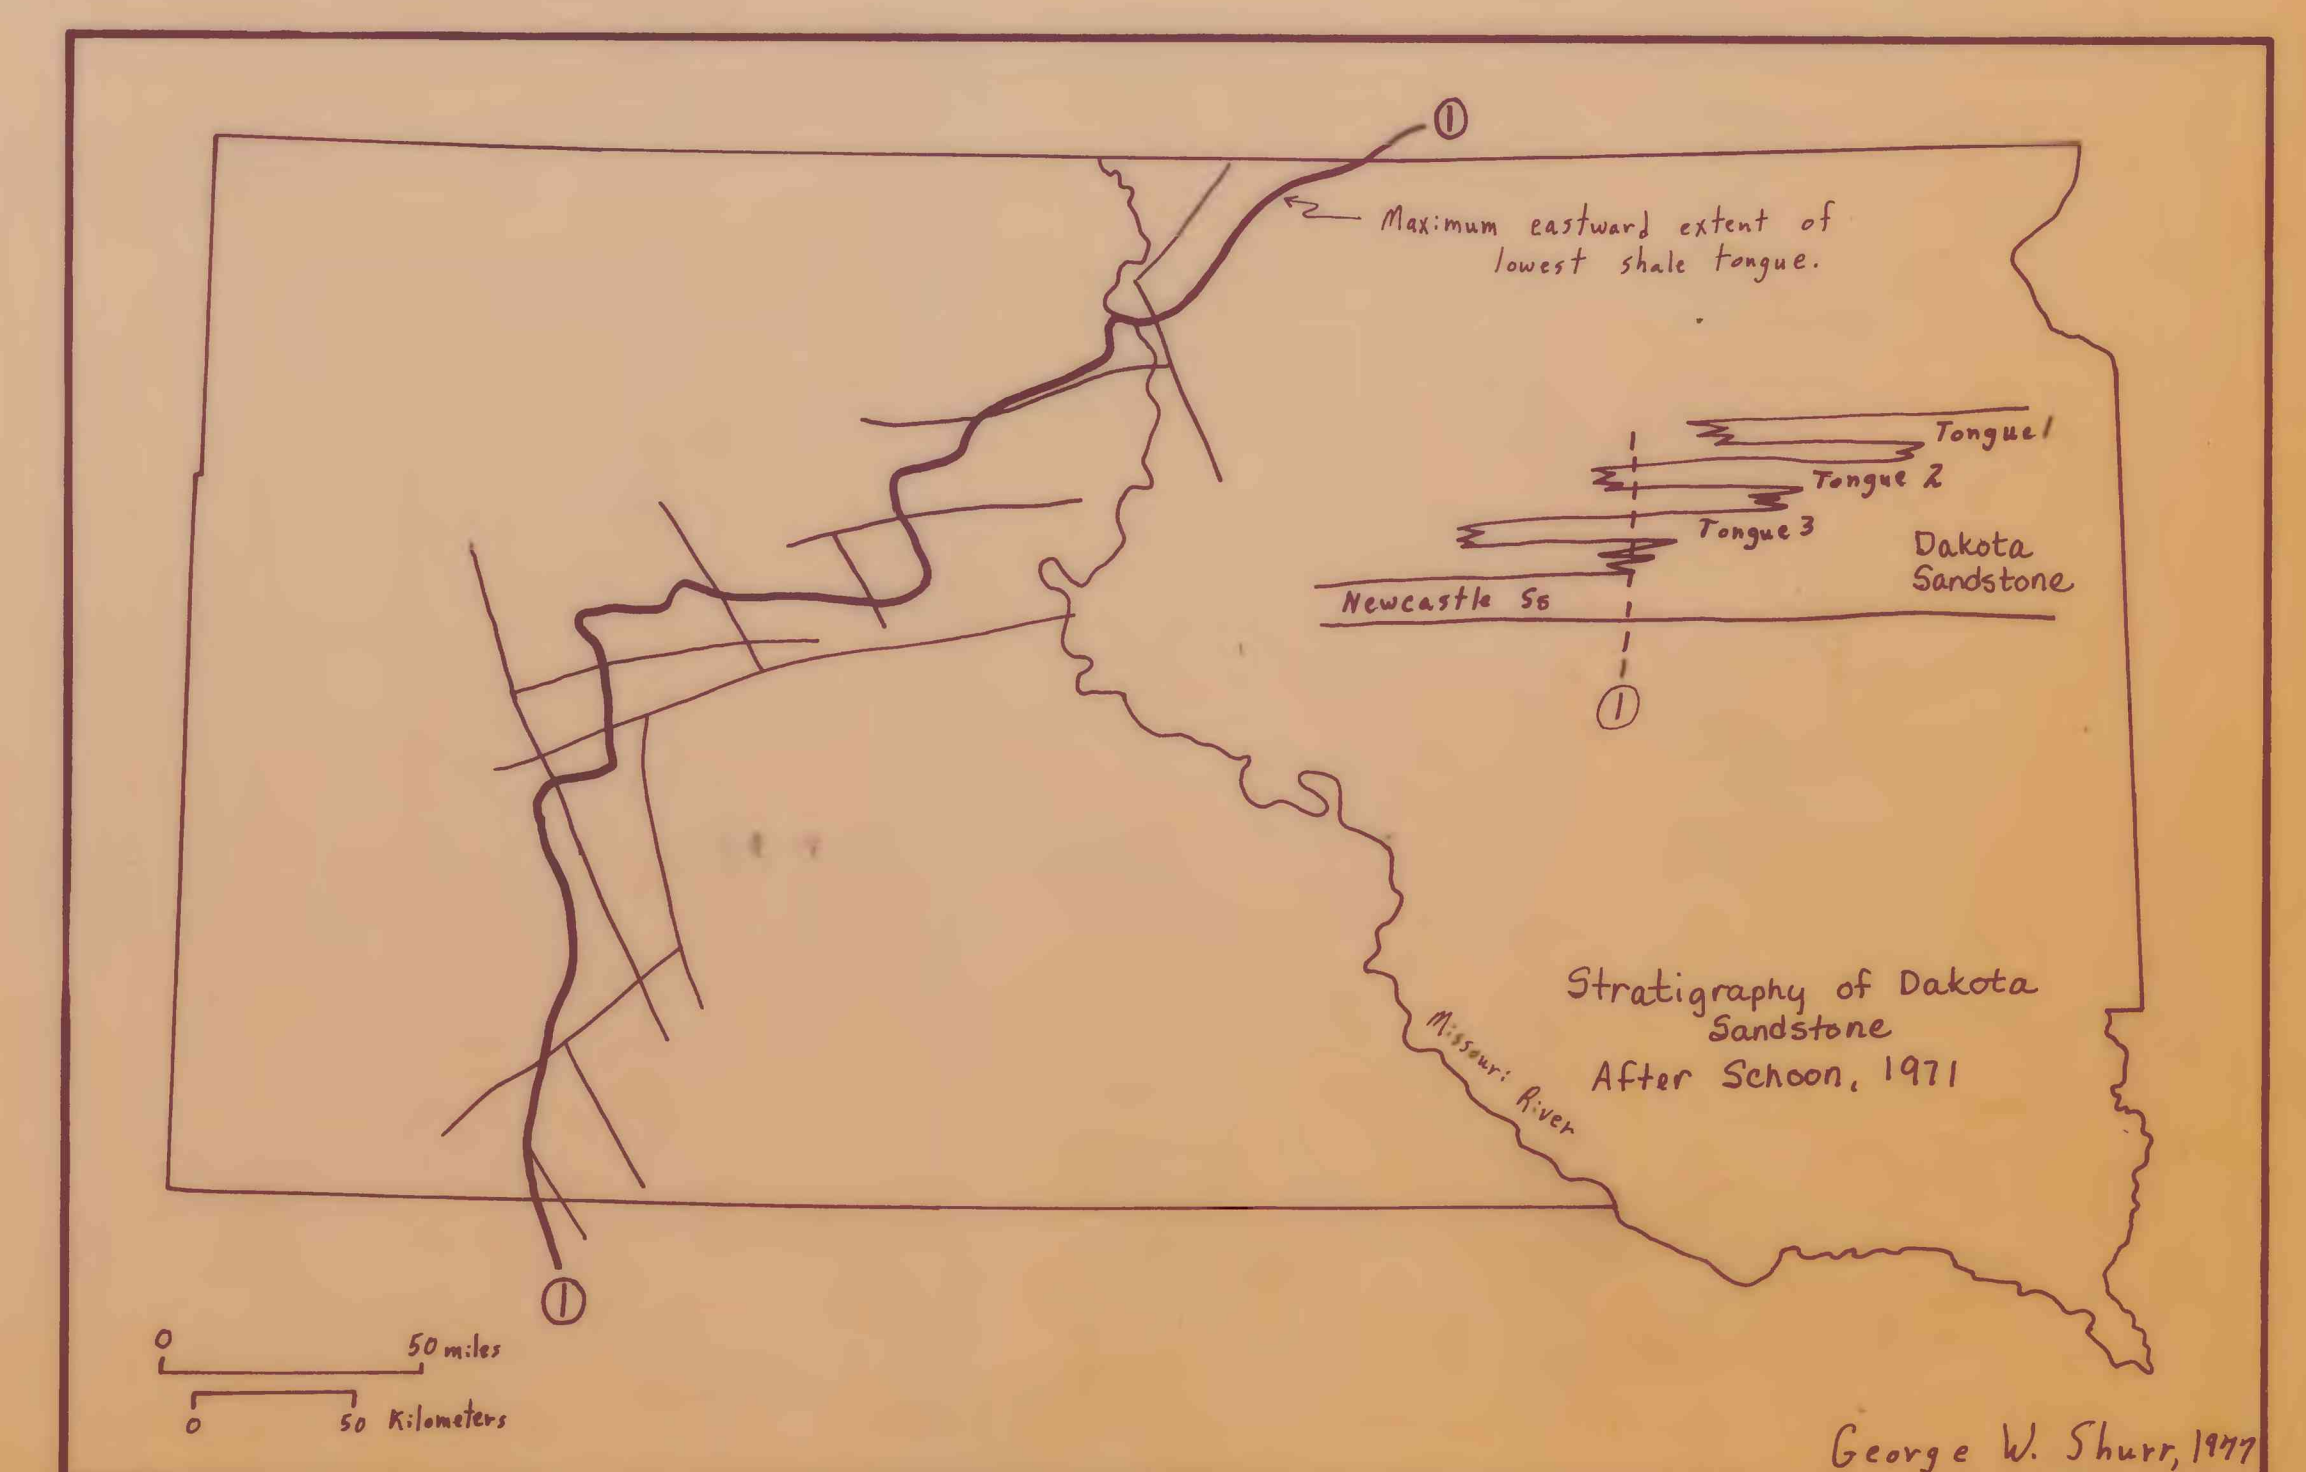 ①
Maximum eastward extent of
lowest shale tongue.
Tongue 1
Tongue 2
Tongue 3
Dakota
Sandstone
Newcastle Ss
①
Stratigraphy of Dakota
Sandstone
After Schoon, 1971
Missouri River
①
0 50 miles
0 50 Kilometers
George W. Shurr, 1977